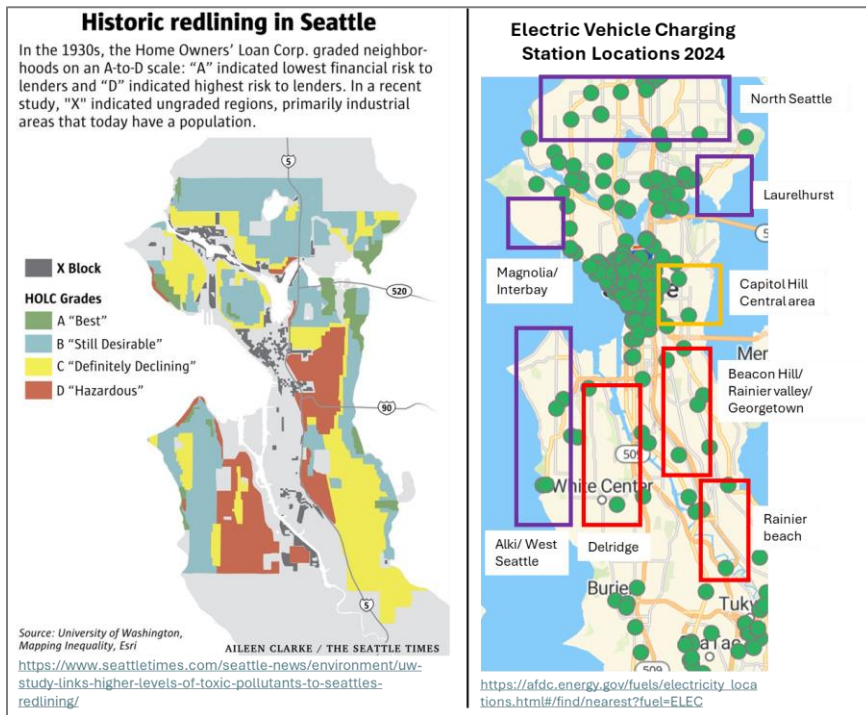 Historic redlining in Seattle
In the 1930s, the Home Owners' Loan Corp. graded neighbor-
hoods on an A-to-D scale: "A" indicated lowest financial risk to
lenders and "D" indicated highest risk to lenders. In a recent
study, "X" indicated ungraded regions, primarily industrial
areas that today have a population.
5
520
90
5
X Block
HOLC Grades
A "Best"
B "Still Desirable"
C "Definitely Declining"
D "Hazardous"
Source: University of Washington,
Mapping Inequality, Esri
AILEEN CLARKE / THE SEATTLE TIMES
https://www.seattletimes.com/seattle-news/environment/uw-
study-links-higher-levels-of-toxic-pollutants-to-seattles-
redlining/
Electric Vehicle Charging
Station Locations 2024
North Seattle
Laurelhurst
Magnolia/
Interbay
Capitol Hill
Central area
Mer
Beacon Hill/
Rainier valley/
Georgetown
509
White Center
Alki/ West
Seattle
Delridge
Rainier
beach
Burie
Tukw
509
https://afdc.energy.gov/fuels/electricity_loca
tions.html#/find/nearest?fuel=ELEC